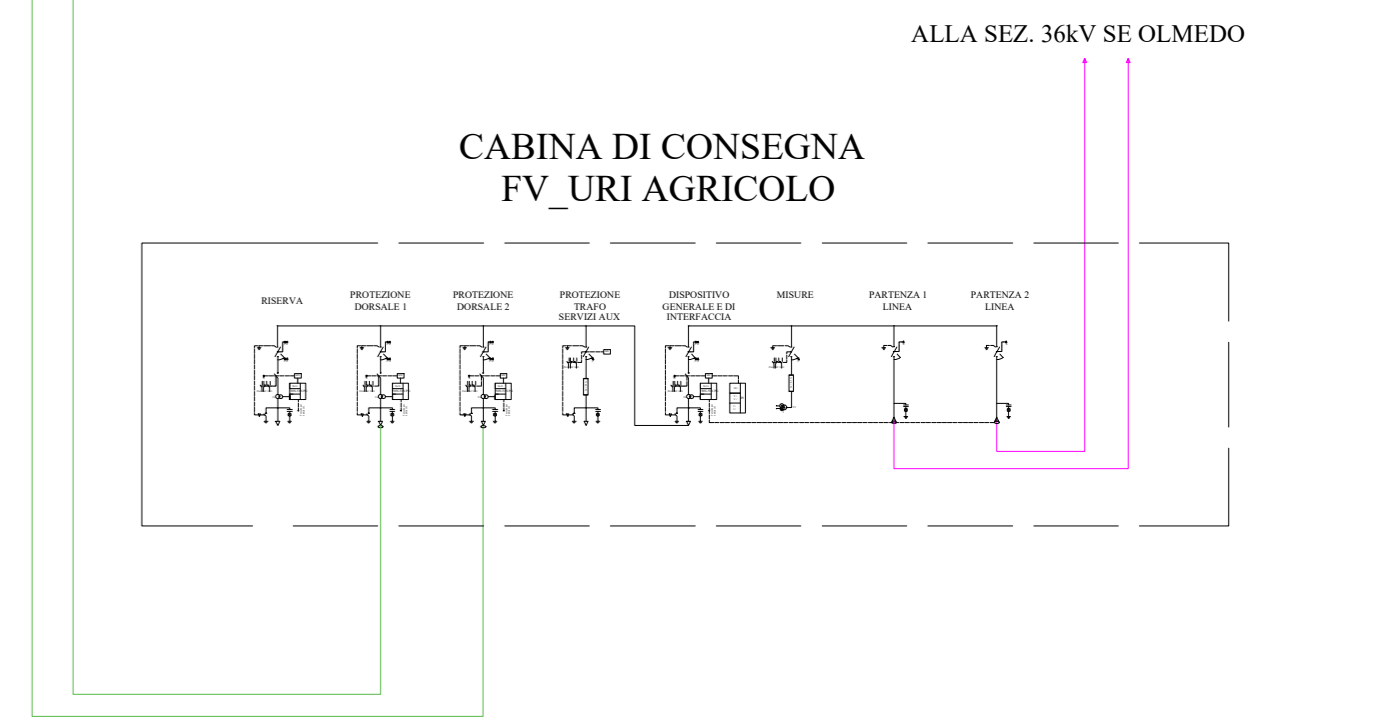 ALLA SEZ. 36kV SE OLMEDO
CABINA DI CONSEGNA
FV_URI AGRICOLO
RISERVA
PROTEZIONE
DORSALE 1
PROTEZIONE
DORSALE 2
PROTEZIONE
TRAFO
SERVIZI AUX
DISPOSITIVO
GENERALE E DI
INTERFACCIA
MISURE
PARTENZA 1
LINEA
PARTENZA 2
LINEA